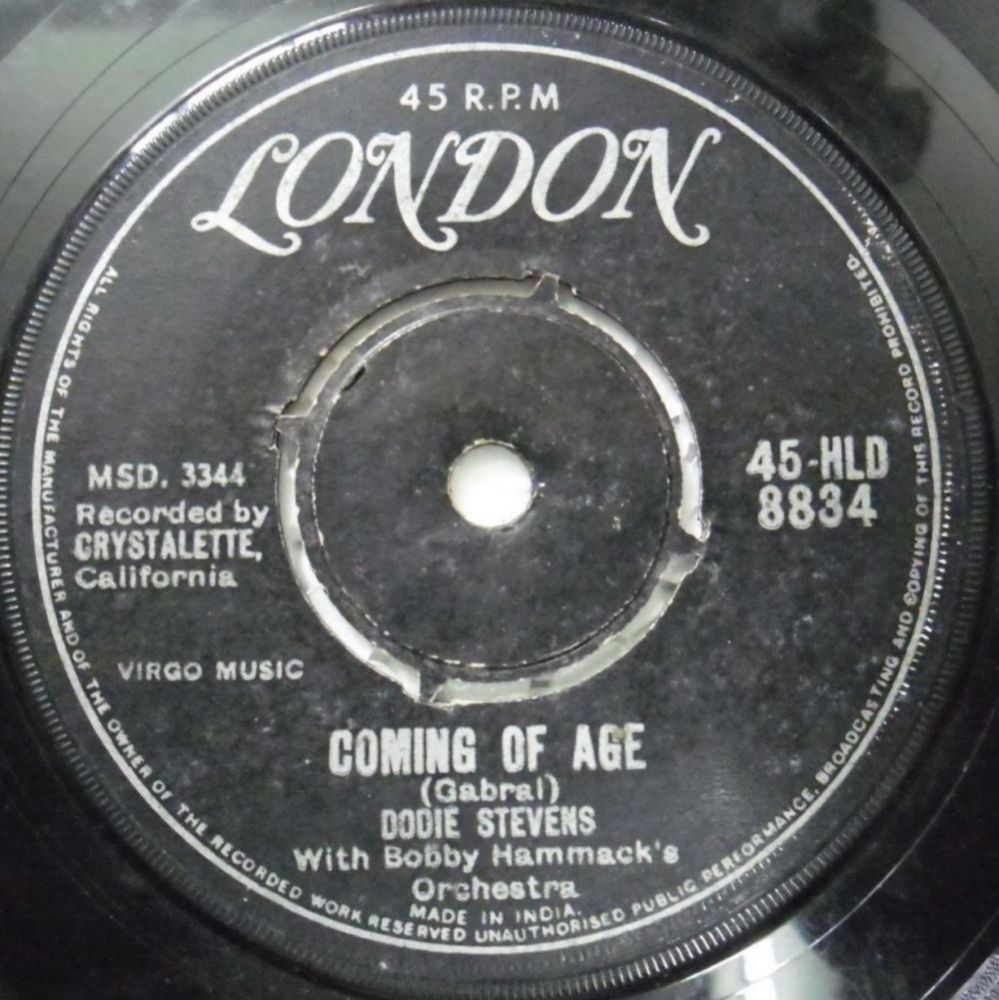 45 R.P.M
LONDON
MSD. 3344
Recorded by
CRYSTALETTE,
California
VIRGO MUSIC
45-HLD
8834
COMING OF AGE
(Gabral)
DODIE STEVENS
With Bobby Hammack's
Orchestra
MADE IN INDIA.
ALL RIGHTS OF THE MANUFACTURER AND OF THE OWNER OF THE RECORDED WORK RESERVED UNAUTHORISED PUBLIC PERFORMANCE, BROADCASTING AND COPYING OF THIS RECORD PROHIBITED.